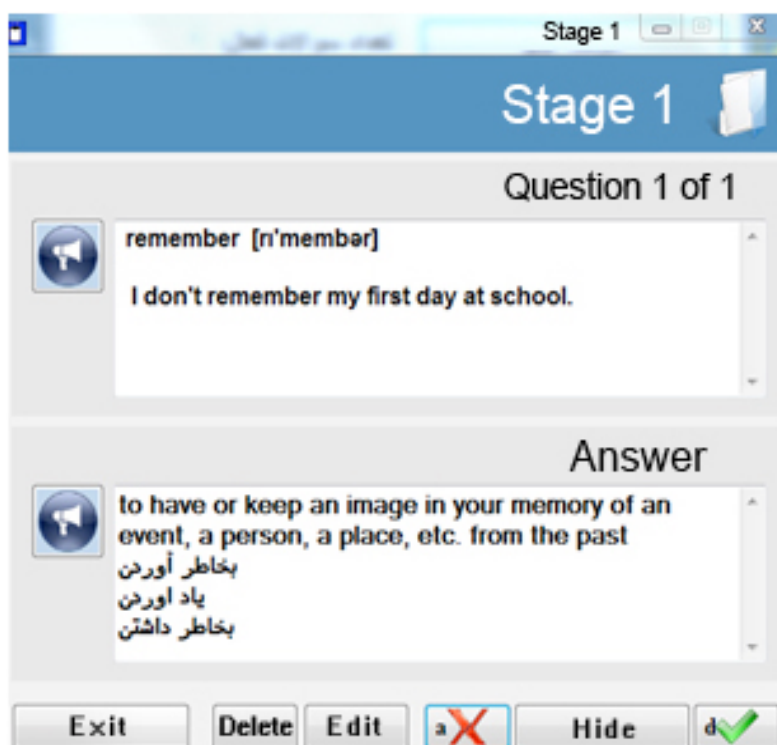 Stage 1
Stage 1
Question 1 of 1
remember [rı'membər]
I don't remember my first day at school.
Answer
to have or keep an image in your memory of an
event, a person, a place, etc. from the past
بخاطر آوردن
یاد اوردن
بخاطر داشتن
Exit
Delete
Edit
a
Hide
d